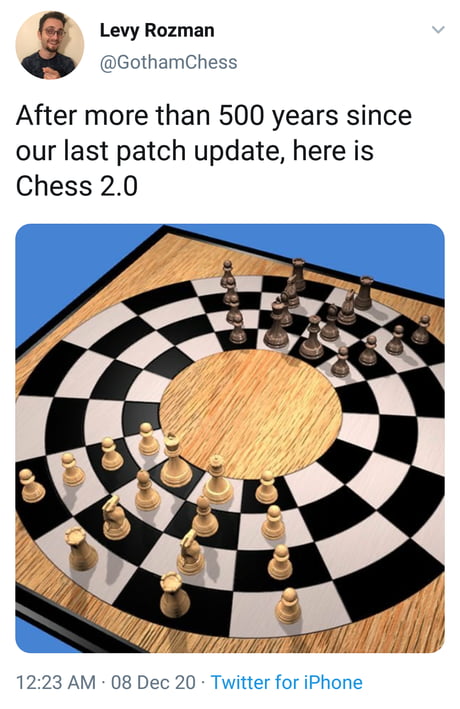 Levy Rozman
@GothamChess
After more than 500 years since
our last patch update, here is
Chess 2.0
12:23 AM · 08 Dec 20 · Twitter for iPhone